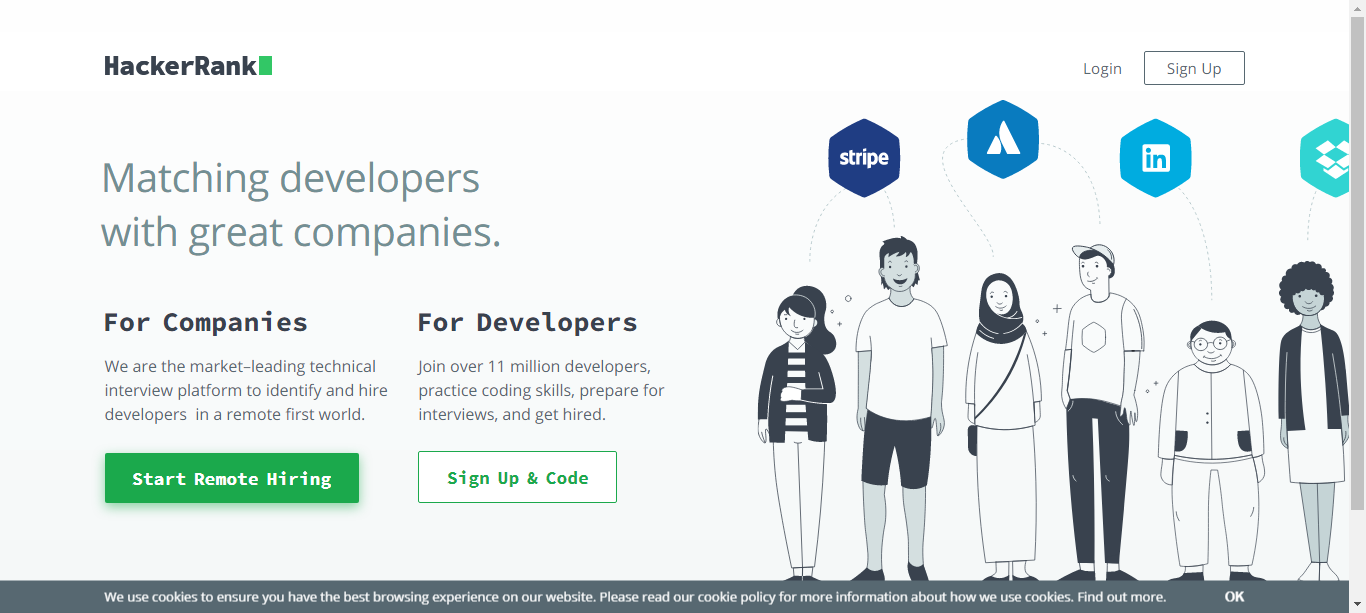 HackerRank
Login
Sign Up
stripe
in
Matching developers
with great companies.
For Companies
We are the market–leading technical
interview platform to identify and hire
developers  in a remote first world.
Start Remote Hiring
For Developers
Join over 11 million developers,
practice coding skills, prepare for
interviews, and get hired.
Sign Up & Code
We use cookies to ensure you have the best browsing experience on our website. Please read our cookie policy for more information about how we use cookies. Find out more.
OK